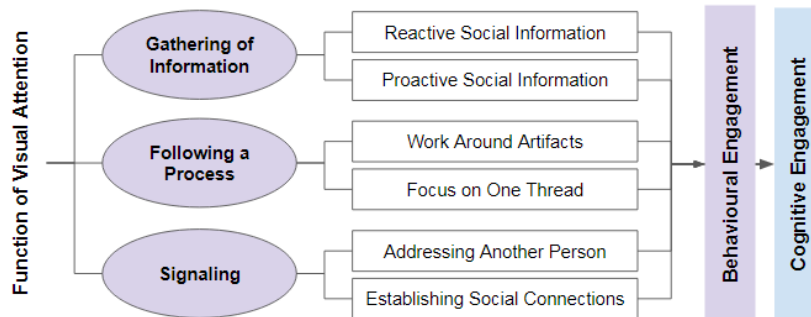 Function of Visual Attention
Gathering of
Information
Reactive Social Information
Proactive Social Information
Following a
Process
Work Around Artifacts
Focus on One Thread
Signaling
Addressing Another Person
Establishing Social Connections
Behavioural Engagement
Cognitive Engagement